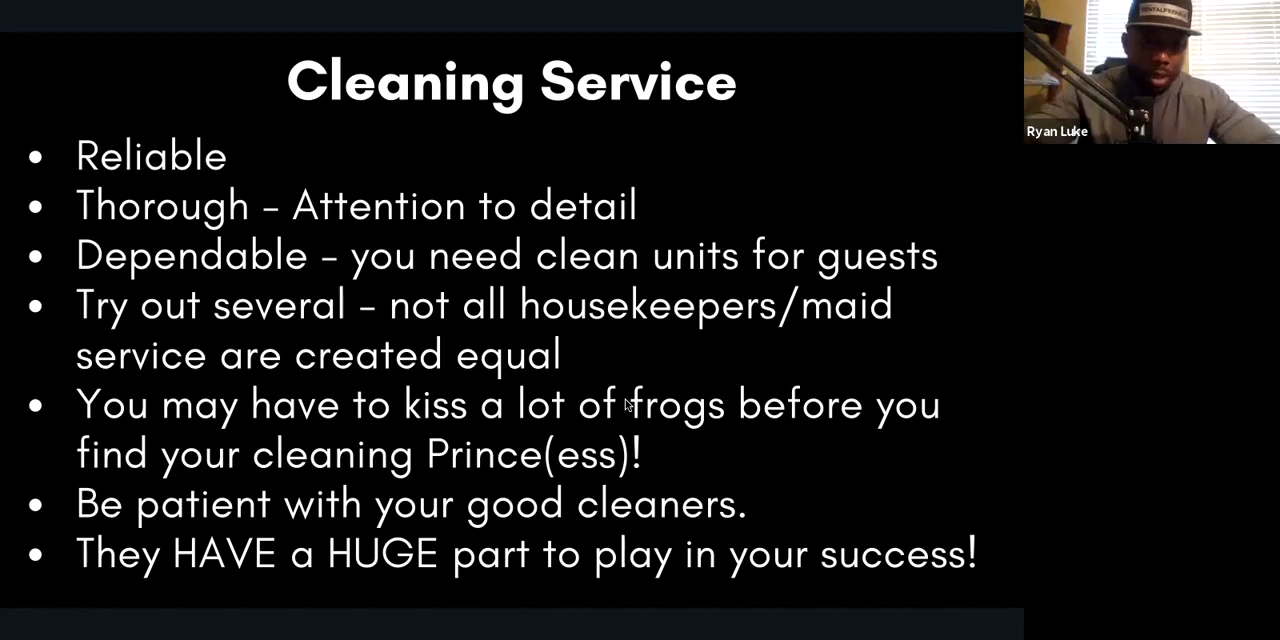 Cleaning Service
• Reliable
• Thorough – Attention to detail
• Dependable – you need clean units for guests
• Try out several – not all housekeepers/maid
service are created equal
• You may have to kiss a lot of frogs before you
find your cleaning Prince(ess)!
• Be patient with your good cleaners.
• They HAVE a HUGE part to play in your success!
Ryan Luke